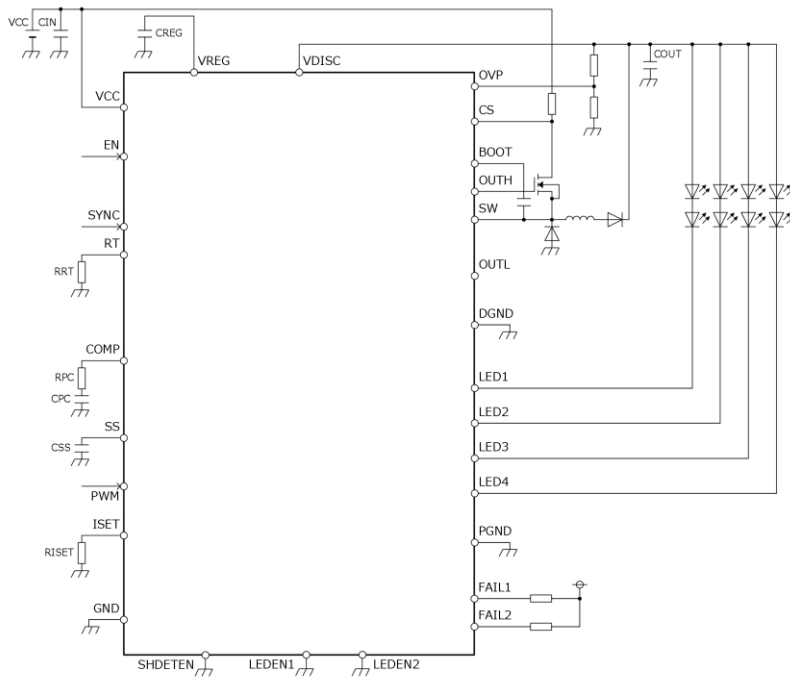 VCC CIN
CREG
VREG
VDISC
COUT
OVP
VCC
CS
EN
BOOT
OUTH
SYNC
SW
RT
RRT
OUTL
DGND
COMP
RPC
CPC
LED1
LED2
SS
CSS
LED3
LED4
PWM
ISET
RISET
PGND
FAIL1
GND
FAIL2
SHDETEN
LEDEN1
LEDEN2